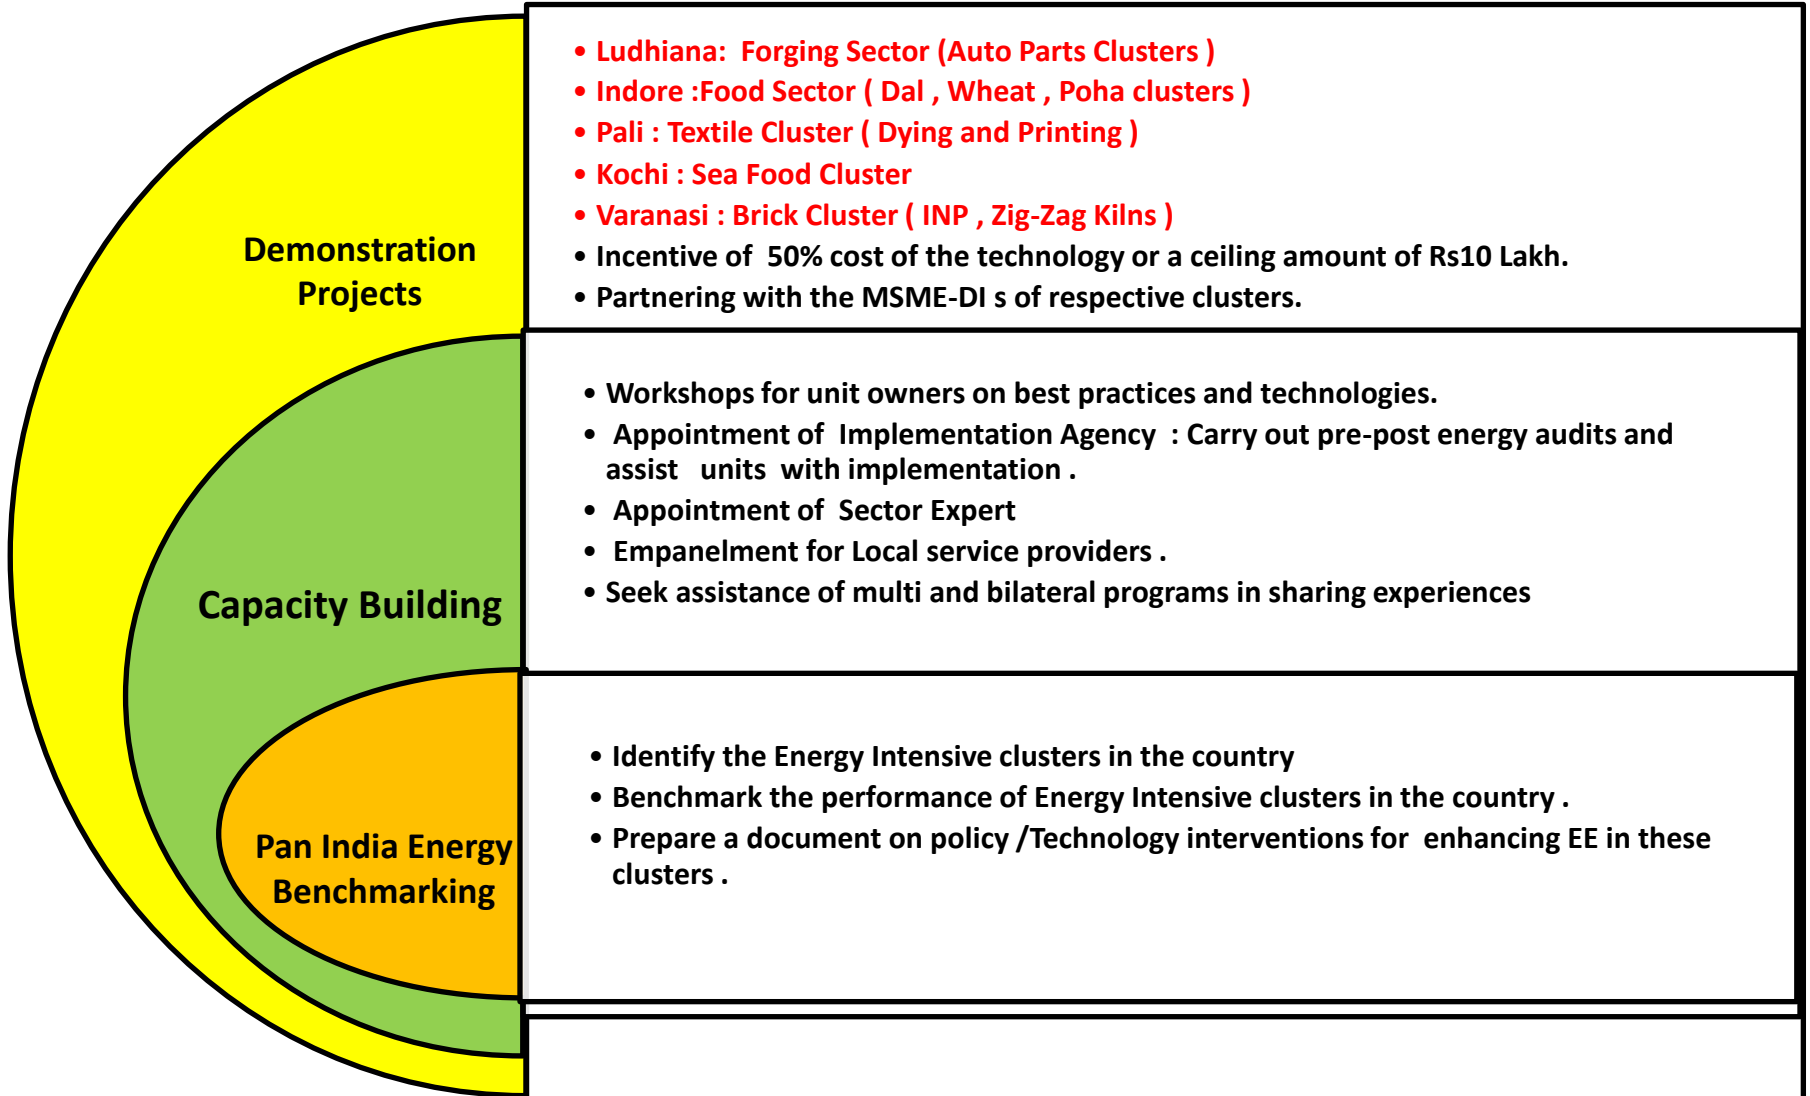 Demonstration
Projects
• Ludhiana: Forging Sector (Auto Parts Clusters )
• Indore :Food Sector ( Dal , Wheat , Poha clusters )
• Pali : Textile Cluster ( Dying and Printing )
• Kochi : Sea Food Cluster
• Varanasi : Brick Cluster ( INP , Zig-Zag Kilns )
• Incentive of 50% cost of the technology or a ceiling amount of Rs10 Lakh.
• Partnering with the MSME-DI s of respective clusters.
Capacity Building
• Workshops for unit owners on best practices and technologies.
• Appointment of Implementation Agency : Carry out pre-post energy audits and
assist units with implementation .
• Appointment of Sector Expert
• Empanelment for Local service providers .
• Seek assistance of multi and bilateral programs in sharing experiences
Pan India Energy
Benchmarking
• Identify the Energy Intensive clusters in the country
• Benchmark the performance of Energy Intensive clusters in the country .
• Prepare a document on policy /Technology interventions for enhancing EE in these
clusters .